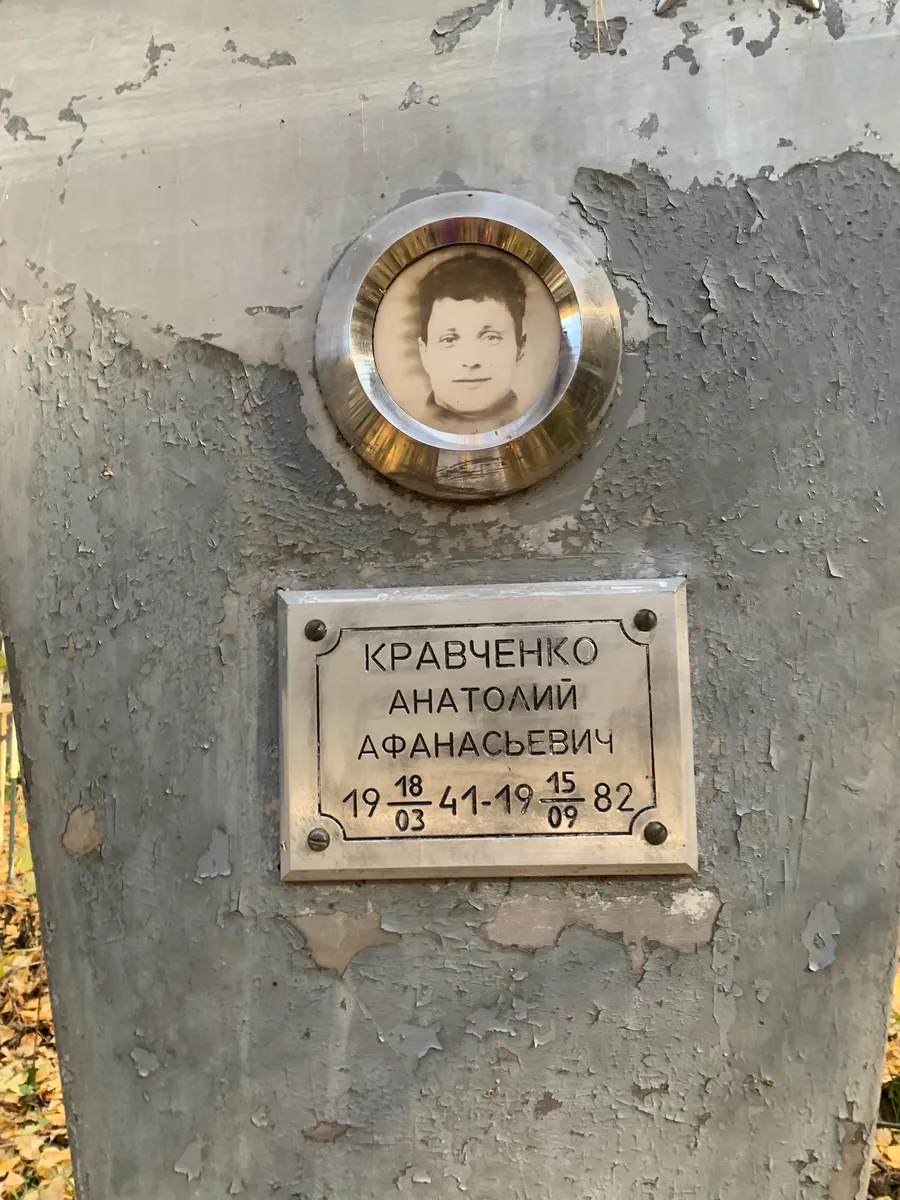 КРАВЧЕНКО
АНАТОЛИЙ
АФАНАСЬЕВИЧ
19 18/03 41-19 15/09 82